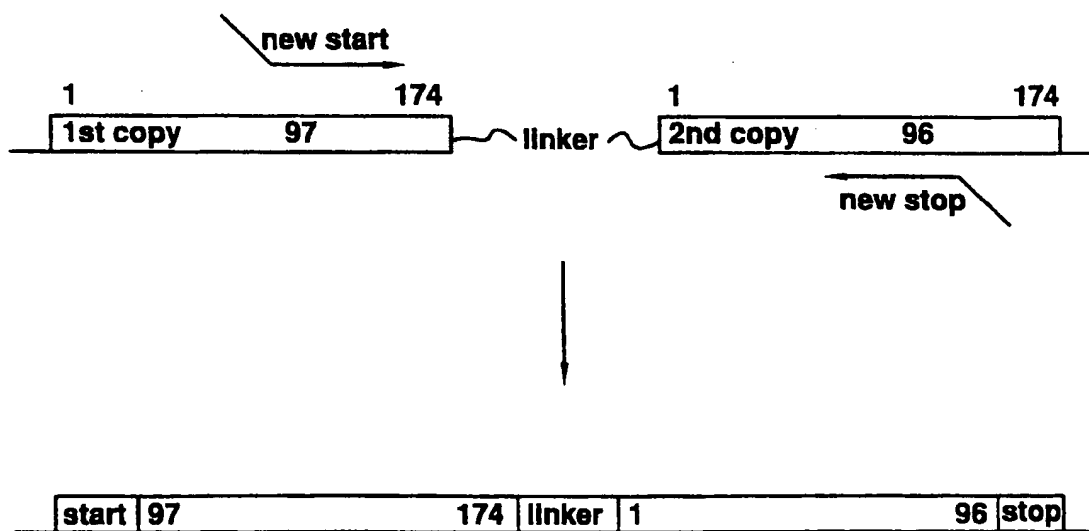 new start
1 174 1 174
1st copy 97 linker 2nd copy 96
new stop
start 97 174 linker 1 96 stop